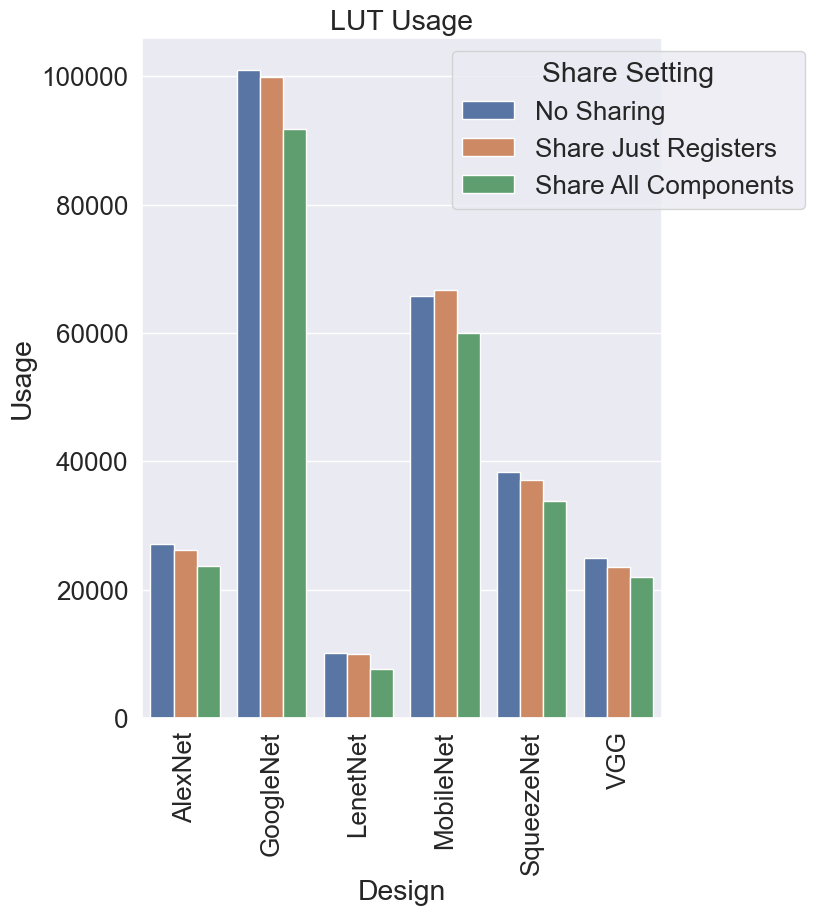 LUT Usage
Share Setting
No Sharing
Share Just Registers
Share All Components
Usage
100000
80000
60000
40000
20000
0
AlexNet
GoogleNet
LenetNet
MobileNet
SqueezeNet
VGG
Design